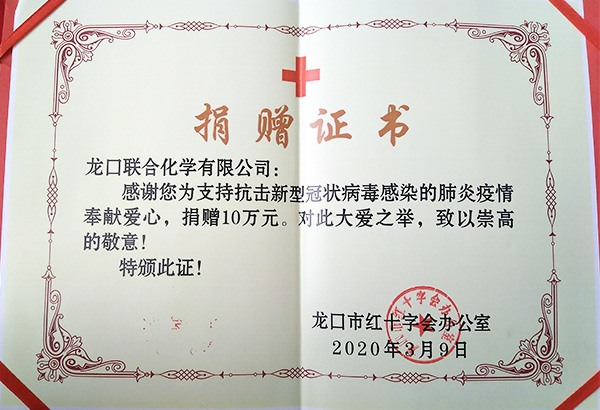 捐赠证书
龙口联合化学有限公司：
感谢您为支持抗击新型冠状病毒感染的肺炎疫情
奉献爱心，捐赠10万元。对此大爱之举，致以崇高
的敬意！
特颁此证！
龙口市红十字会办公室
2020年3月9日